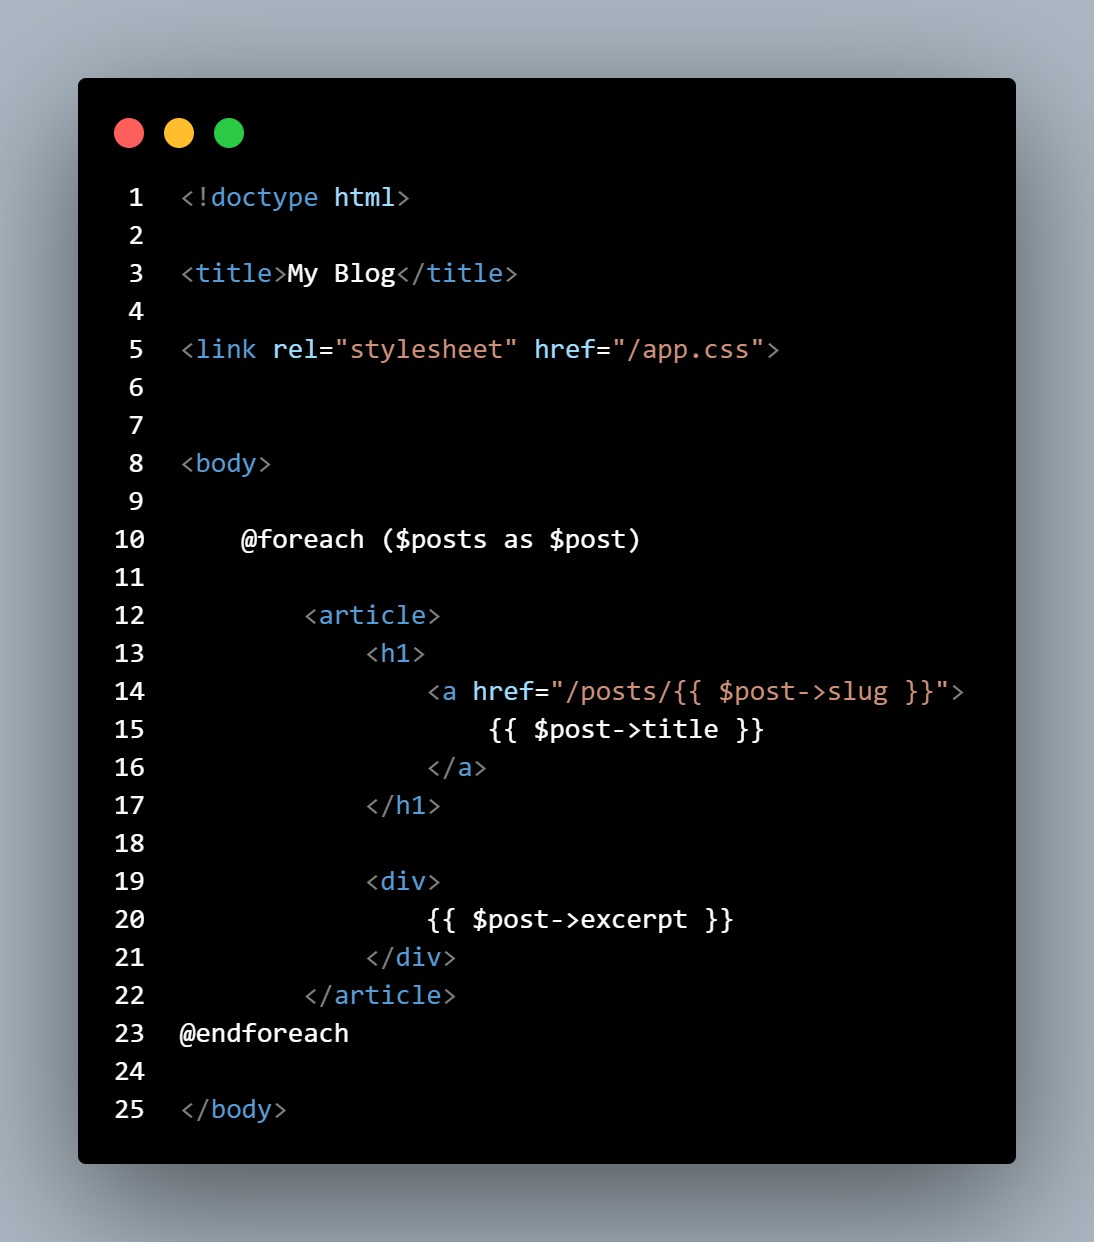 1 <!doctype html>
2
3 <title>My Blog</title>
4
5 <link rel="stylesheet" href="/app.css">
6
7
8 <body>
9
10     @foreach ($posts as $post)
11
12         <article>
13             <h1>
14                 <a href="/posts/{{ $post->slug }}">
15                     {{ $post->title }}
16                 </a>
17             </h1>
18
19             <div>
20                 {{ $post->excerpt }}
21             </div>
22         </article>
23 @endforeach
24
25 </body>